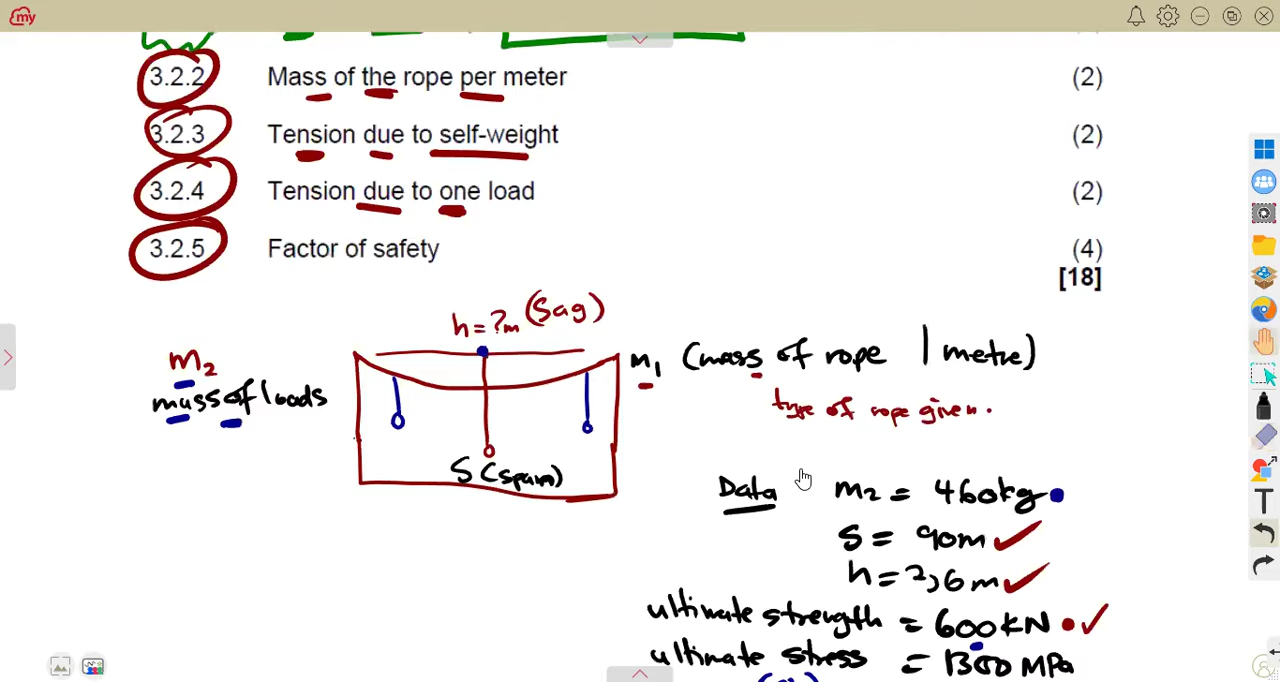 my
3.2.2 Mass of the rope per meter (2)
3.2.3 Tension due to self-weight (2)
3.2.4 Tension due to one load (2)
3.2.5 Factor of safety (4)
[18]
h = ?m (Sag)
m2
mass of loads
m1 (mass of rope | metre)
type of rope given.
S (span)
Data
m2 = 460kg
S = 90m ✓
h = 2,6m ✓
ultimate strength = 600kN ✓
ultimate stress = 1300 MPa